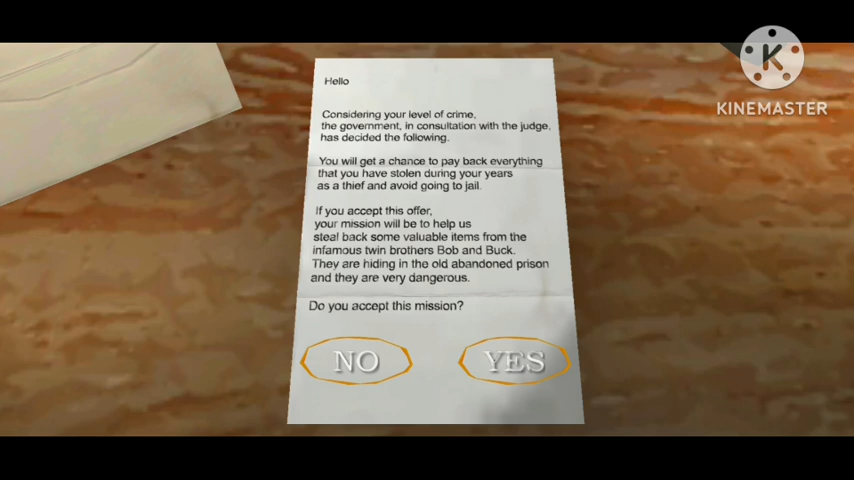 KINEMASTER
Hello
Considering your level of crime,
the government, in consultation with the judge,
has decided the following.
You will get a chance to pay back everything
that you have stolen during your years
as a thief and avoid going to jail.
If you accept this offer,
your mission will be to help us
steal back some valuable items from the
infamous twin brothers Bob and Buck.
They are hiding in the old abandoned prison
and they are very dangerous.
Do you accept this mission?
NO YES